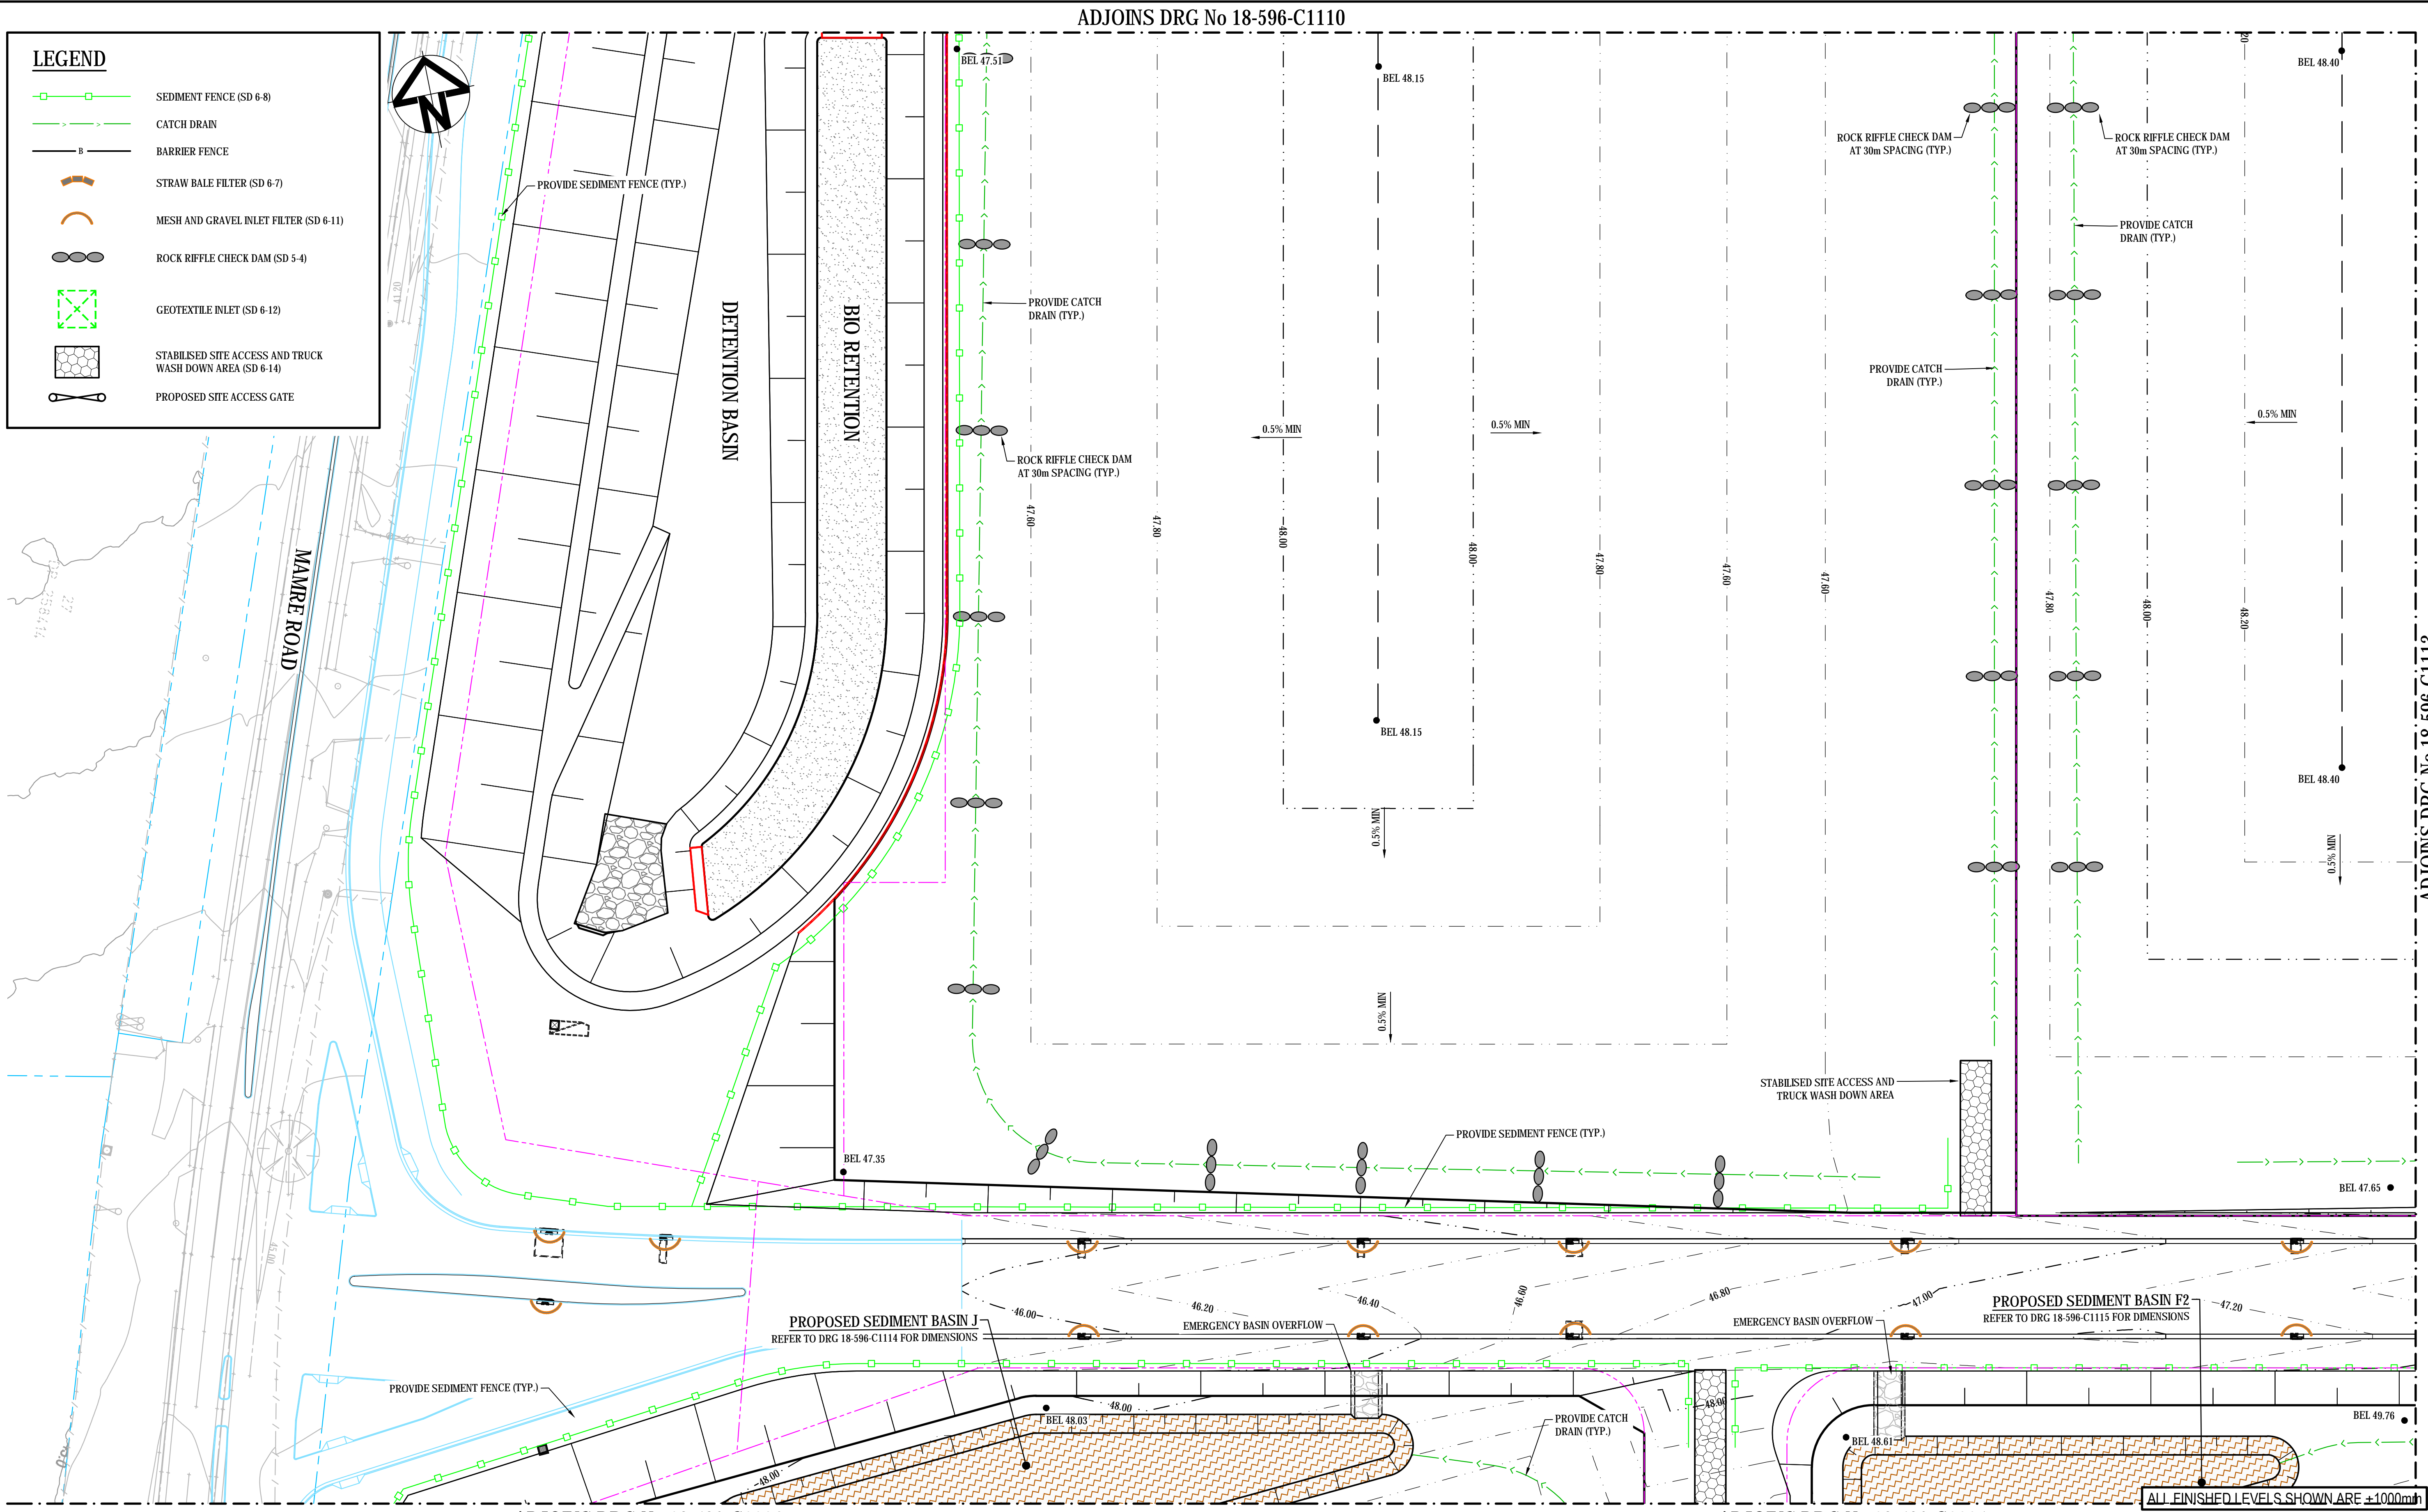 ADJOINS DRG No 18-596-C1110
LEGEND
SEDIMENT FENCE (SD 6-8)
CATCH DRAIN
B
BARRIER FENCE
STRAW BALE FILTER (SD 6-7)
MESH AND GRAVEL INLET FILTER (SD 6-11)
ROCK RIFFLE CHECK DAM (SD 5-4)
GEOTEXTILE INLET (SD 6-12)
STABILISED SITE ACCESS AND TRUCK
WASH DOWN AREA (SD 6-14)
PROPOSED SITE ACCESS GATE
N
41.20
MAMRE ROAD
45.00
PROVIDE SEDIMENT FENCE (TYP.)
DETENTION BASIN
BIO RETENTION
BEL 47.51
BEL 48.15
BEL 48.40
ROCK RIFFLE CHECK DAM
AT 30m SPACING (TYP.)
ROCK RIFFLE CHECK DAM
AT 30m SPACING (TYP.)
PROVIDE CATCH
DRAIN (TYP.)
PROVIDE CATCH
DRAIN (TYP.)
PROVIDE CATCH
DRAIN (TYP.)
0.5% MIN
0.5% MIN
0.5% MIN
ROCK RIFFLE CHECK DAM
AT 30m SPACING (TYP.)
47.60
47.80
48.00
48.00
47.80
47.60
47.60
47.80
48.00
48.20
BEL 48.15
BEL 48.40
0.5% MIN
0.5% MIN
0.5% MIN
ADJOINS DRG No 18-596-C1112
STABILISED SITE ACCESS AND
TRUCK WASH DOWN AREA
PROVIDE SEDIMENT FENCE (TYP.)
BEL 47.35
BEL 47.65
46.00
46.20
46.40
46.60
46.80
47.00
47.20
PROPOSED SEDIMENT BASIN J
REFER TO DRG 18-596-C1114 FOR DIMENSIONS
EMERGENCY BASIN OVERFLOW
EMERGENCY BASIN OVERFLOW
PROPOSED SEDIMENT BASIN F2
REFER TO DRG 18-596-C1115 FOR DIMENSIONS
PROVIDE SEDIMENT FENCE (TYP.)
48.00
BEL 48.03
48.00
PROVIDE CATCH
DRAIN (TYP.)
48.00
BEL 48.61
BEL 49.76
ALL FINISHED LEVELS SHOWN ARE ±1000mm